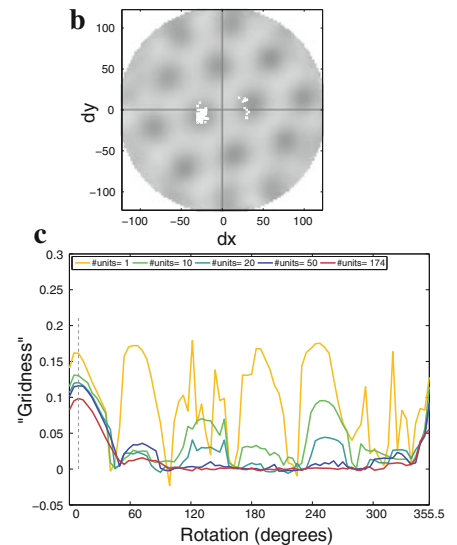 b
100
50
0
−50
−100
dy
−100 −50 0 50 100
dx
c
0.3
#units= 1 #units= 10 #units= 20 #units= 50 #units= 174
0.25
0.2
0.15
0.1
0.05
0
−0.05
"Gridness"
0 60 120 180 240 300 355.5
Rotation (degrees)